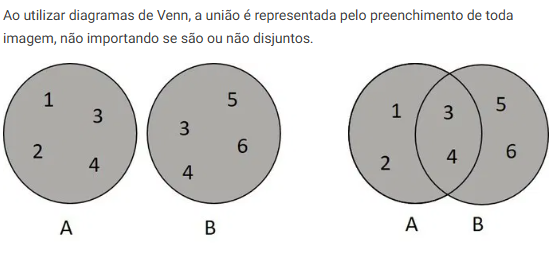 Ao utilizar diagramas de Venn, a união é representada pelo preenchimento de toda
imagem, não importando se são ou não disjuntos.
1 3
2 4
A
5
3 6
4
B
1 3 5
2 4 6
A B